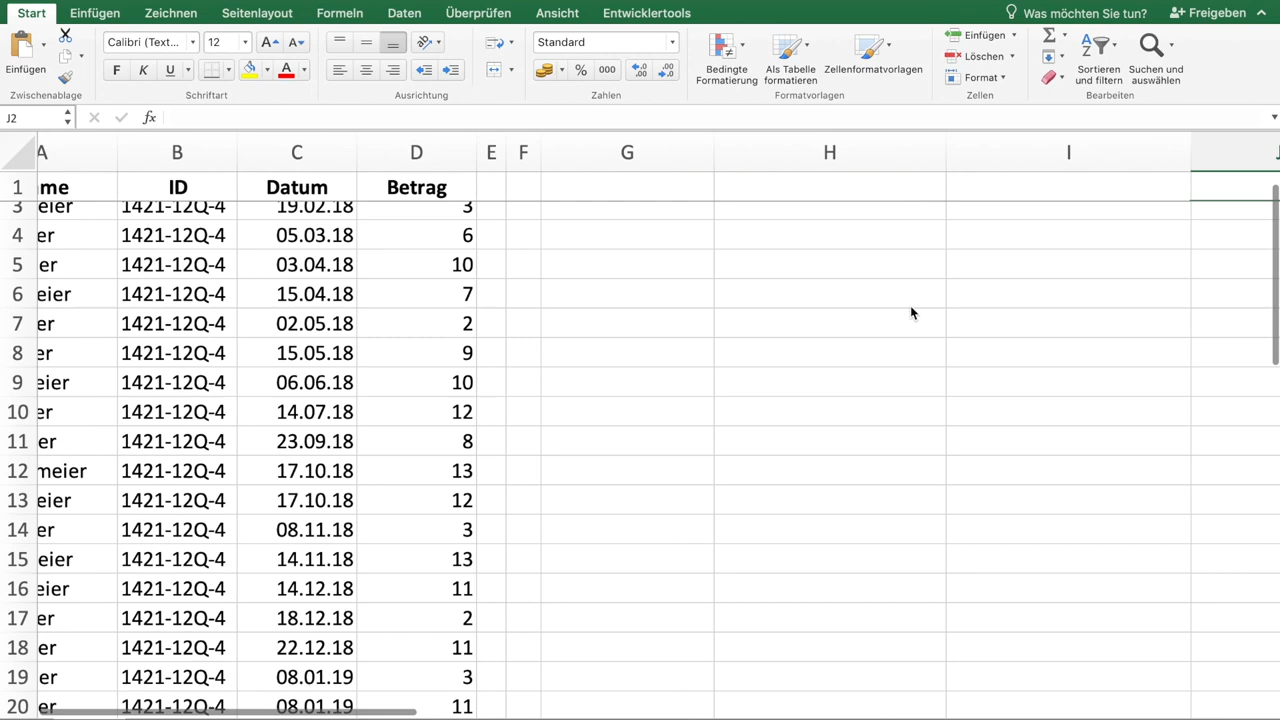 Start Einfügen Zeichnen Seitenlayout Formeln Daten Überprüfen Ansicht Entwicklertools Was möchten Sie tun? Freigeben
Einfügen
Zwischenablage
Calibri (Text... 12
F K U
Schriftart
Ausrichtung
Standard
% 000
Zahlen
Bedingte Formatierung
Als Tabelle formatieren
Zellenformatvorlagen
Formatvorlagen
Einfügen
Löschen
Format
Zellen
Sortieren und filtern
Suchen und auswählen
Bearbeiten
J2 fx
A B C D E F G H I J
1 me ID Datum Betrag
3 eier 1421-12Q-4 19.02.18 3
4 er 1421-12Q-4 05.03.18 6
5 er 1421-12Q-4 03.04.18 10
6 eier 1421-12Q-4 15.04.18 7
7 er 1421-12Q-4 02.05.18 2
8 er 1421-12Q-4 15.05.18 9
9 eier 1421-12Q-4 06.06.18 10
10 er 1421-12Q-4 14.07.18 12
11 er 1421-12Q-4 23.09.18 8
12 meier 1421-12Q-4 17.10.18 13
13 eier 1421-12Q-4 17.10.18 12
14 er 1421-12Q-4 08.11.18 3
15 eier 1421-12Q-4 14.11.18 13
16 eier 1421-12Q-4 14.12.18 11
17 er 1421-12Q-4 18.12.18 2
18 er 1421-12Q-4 22.12.18 11
19 er 1421-12Q-4 08.01.19 3
20 er 1421-12Q-4 08.01.19 11